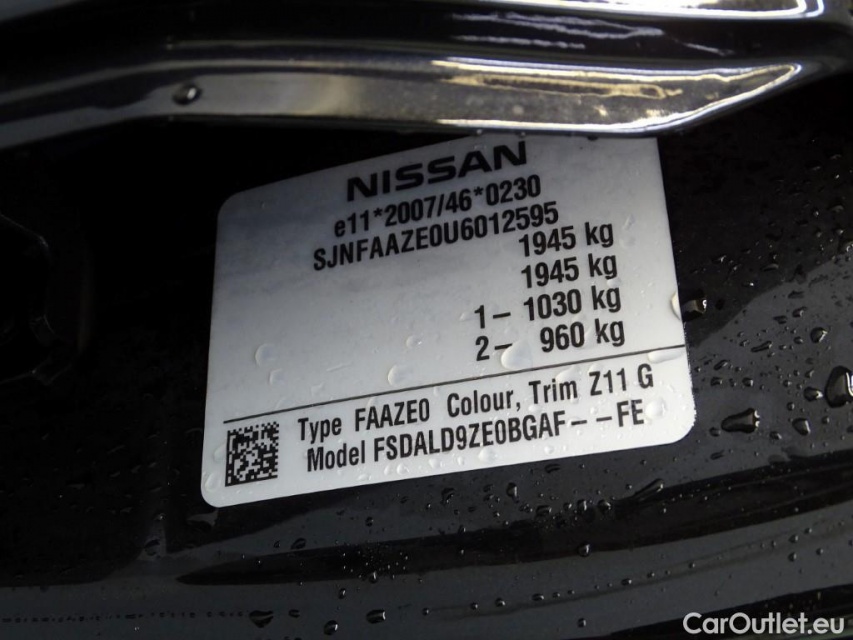 NISSAN
e11*2007/46*0230
SJNFAAZE0U6012595
1945 kg
1945 kg
1– 1030 kg
2– 960 kg
Type FAAZE0 Colour, Trim Z11 G
Model FSDALD9ZE0BGAF––FE
CarOutlet.eu